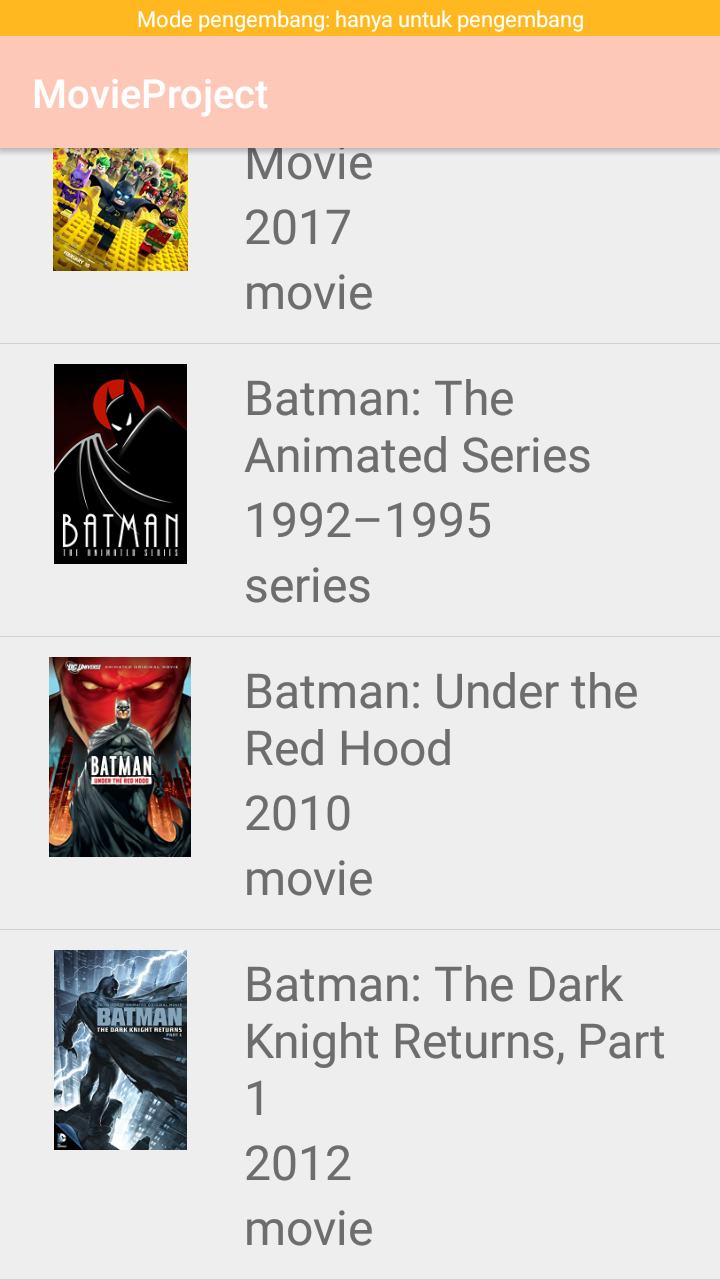 Mode pengembang: hanya untuk pengembang
MovieProject
Movie
2017
movie
BATMAN
THE ANIMATED SERIES
Batman: The
Animated Series
1992–1995
series
DC UNIVERSE ANIMATED ORIGINAL MOVIE
BATMAN
UNDER THE RED HOOD
Batman: Under the
Red Hood
2010
movie
BATMAN
THE DARK KNIGHT RETURNS
PART 1
Batman: The Dark
Knight Returns, Part
1
2012
movie